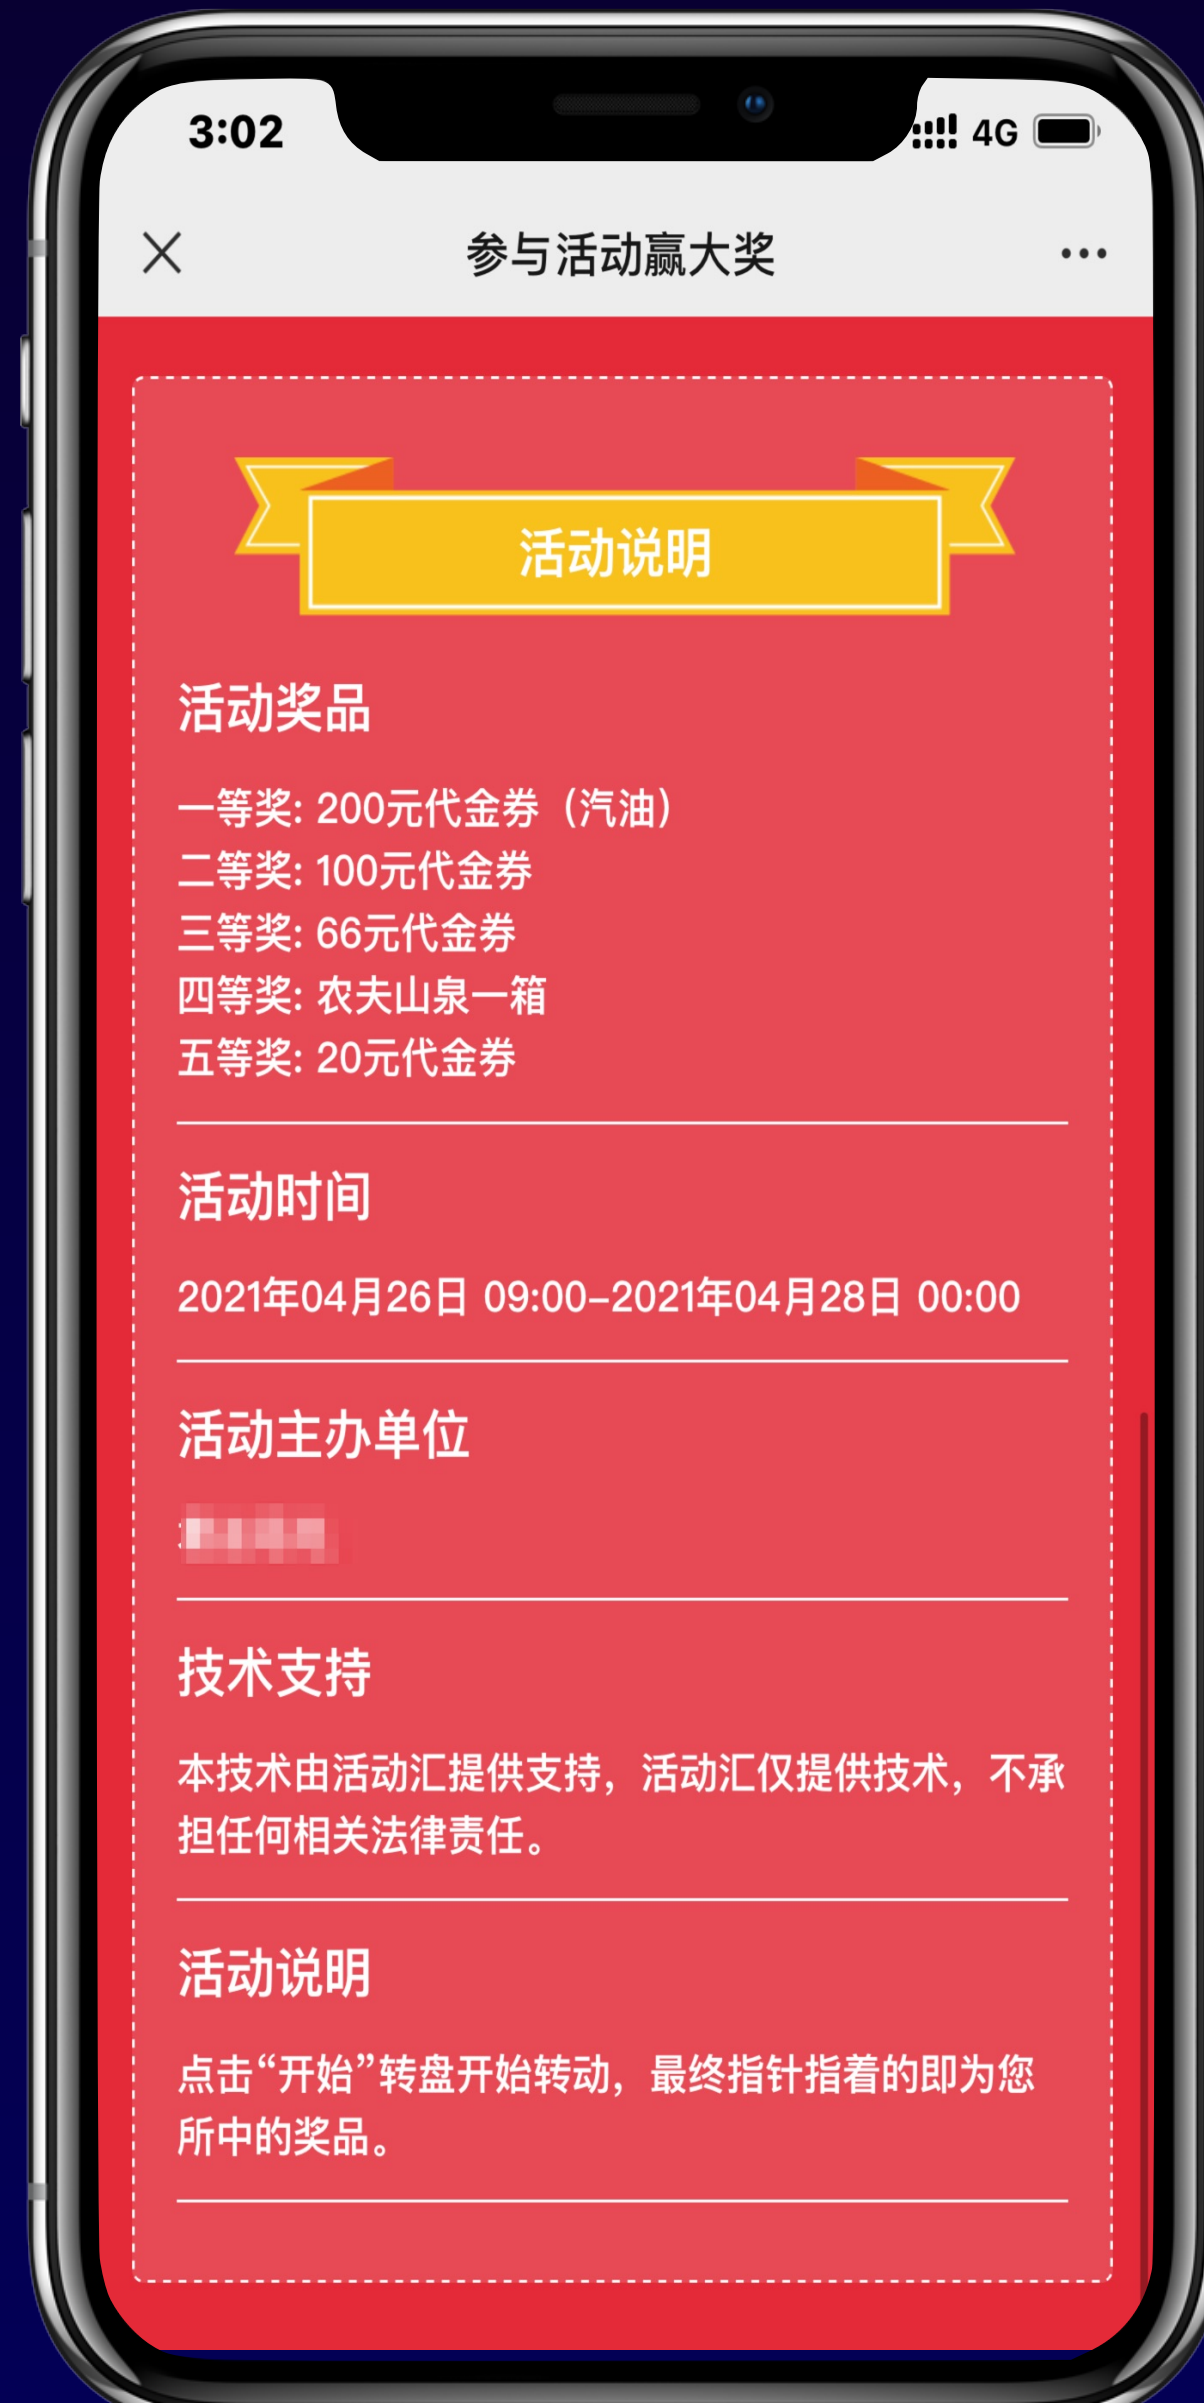 3:02
4G
参与活动赢大奖
活动说明
活动奖品
一等奖: 200元代金券（汽油）
二等奖: 100元代金券
三等奖: 66元代金券
四等奖: 农夫山泉一箱
五等奖: 20元代金券
活动时间
2021年04月26日 09:00-2021年04月28日 00:00
活动主办单位
技术支持
本技术由活动汇提供支持，活动汇仅提供技术，不承
担任何相关法律责任。
活动说明
点击“开始”转盘开始转动，最终指针指着的即为您
所中的奖品。